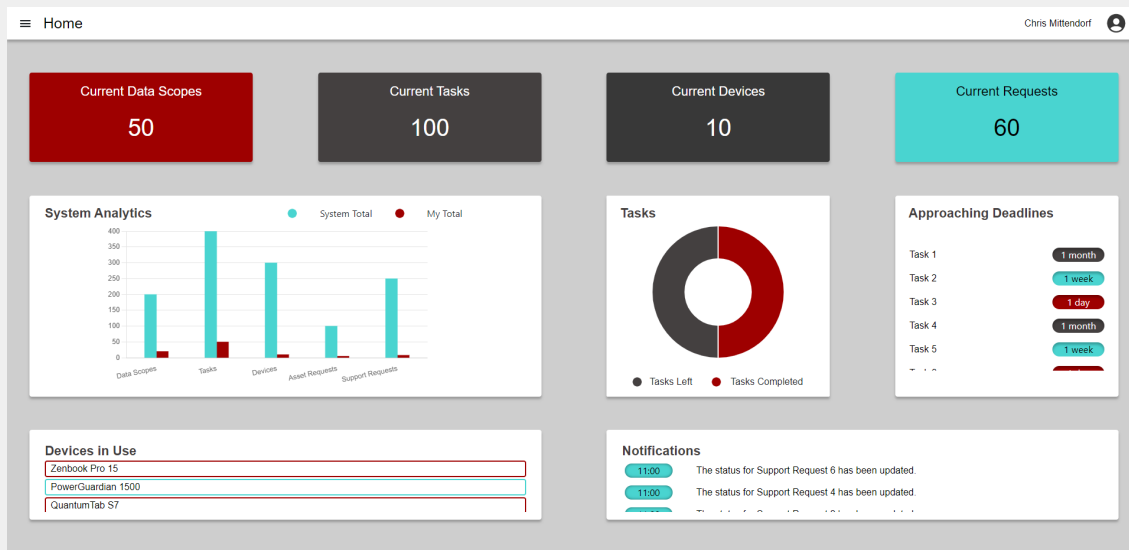 Home
Chris Mittendorf
Current Data Scopes
50
Current Tasks
100
Current Devices
10
Current Requests
60
System Analytics
System Total
My Total
400
350
300
250
200
150
100
50
0
Data Scopes
Tasks
Devices
Asset Requests
Support Requests
Tasks
Tasks Left
Tasks Completed
Approaching Deadlines
Task 1 1 month
Task 2 1 week
Task 3 1 day
Task 4 1 month
Task 5 1 week
Devices in Use
Zenbook Pro 15
PowerGuardian 1500
QuantumTab S7
Notifications
11:00 The status for Support Request 6 has been updated.
11:00 The status for Support Request 4 has been updated.